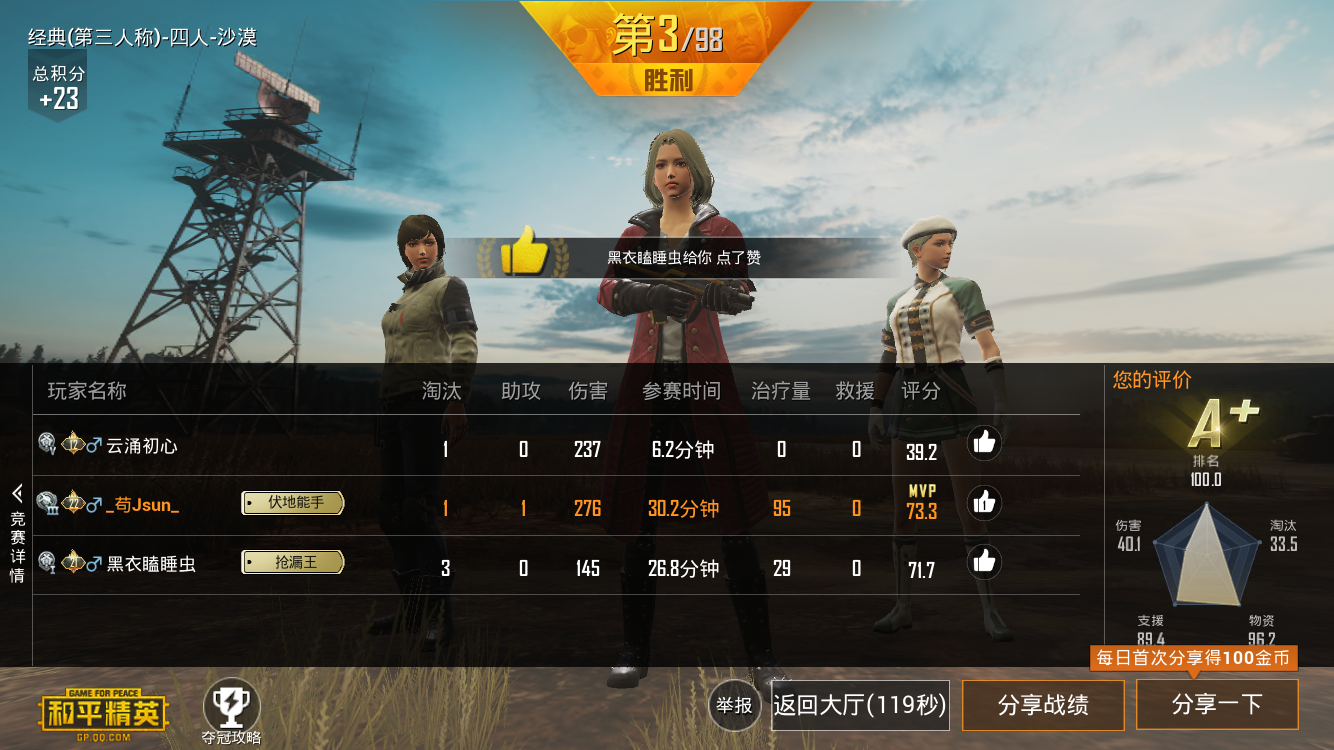 经典(第三人称)-四人-沙漠
总积分
+23
第3/98
胜利
黑衣瞌睡虫给你 点了赞
玩家名称 淘汰 助攻 伤害 参赛时间 治疗量 救援 评分
12 云涌初心 1 0 237 6.2分钟 0 0 39.2
22 _苟Jsun_ 伏地能手 1 1 276 30.2分钟 95 0 MVP 73.3
21 黑衣瞌睡虫 抢漏王 3 0 145 26.8分钟 29 0 71.7
竞赛详情
您的评价
A+
排名
100.0
伤害
40.1
淘汰
33.5
支援
89.4
物资
96.2
每日首次分享得100金币
GAME FOR PEACE
和平精英
GP.QQ.COM
夺冠攻略
举报
返回大厅(119秒)
分享战绩
分享一下